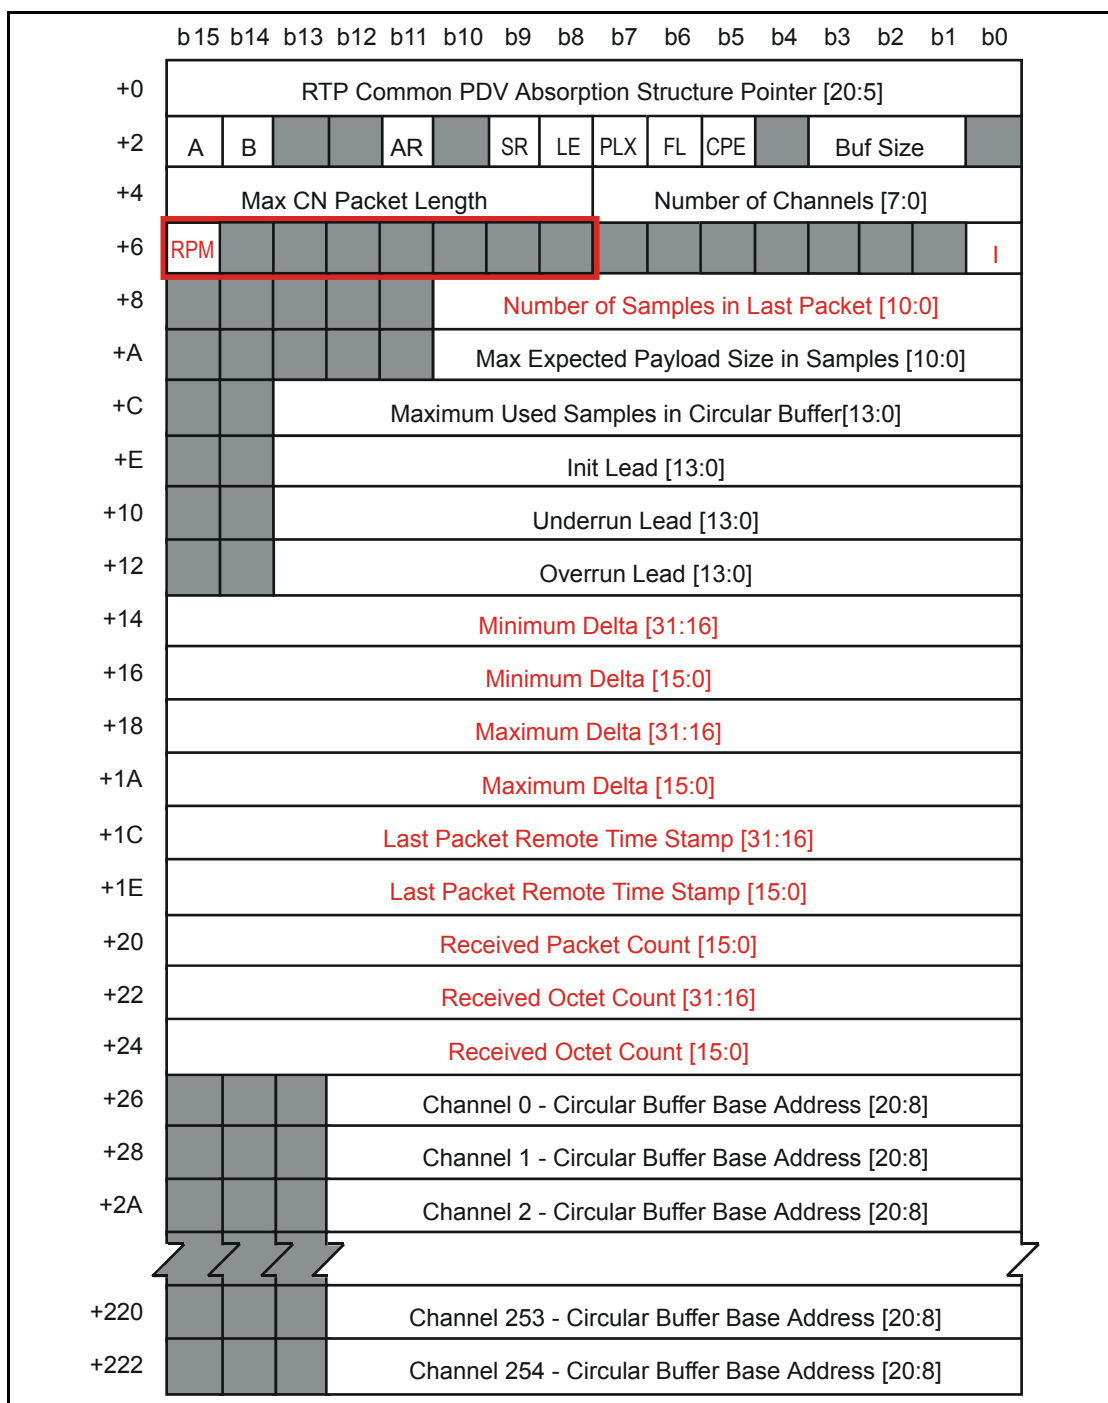 b15 b14 b13 b12 b11 b10 b9 b8 b7 b6 b5 b4 b3 b2 b1 b0
+0 RTP Common PDV Absorption Structure Pointer [20:5]
+2 A B AR SR LE PLX FL CPE Buf Size
+4 Max CN Packet Length Number of Channels [7:0]
+6 RPM I
+8 Number of Samples in Last Packet [10:0]
+A Max Expected Payload Size in Samples [10:0]
+C Maximum Used Samples in Circular Buffer[13:0]
+E Init Lead [13:0]
+10 Underrun Lead [13:0]
+12 Overrun Lead [13:0]
+14 Minimum Delta [31:16]
+16 Minimum Delta [15:0]
+18 Maximum Delta [31:16]
+1A Maximum Delta [15:0]
+1C Last Packet Remote Time Stamp [31:16]
+1E Last Packet Remote Time Stamp [15:0]
+20 Received Packet Count [15:0]
+22 Received Octet Count [31:16]
+24 Received Octet Count [15:0]
+26 Channel 0 - Circular Buffer Base Address [20:8]
+28 Channel 1 - Circular Buffer Base Address [20:8]
+2A Channel 2 - Circular Buffer Base Address [20:8]
+220 Channel 253 - Circular Buffer Base Address [20:8]
+222 Channel 254 - Circular Buffer Base Address [20:8]